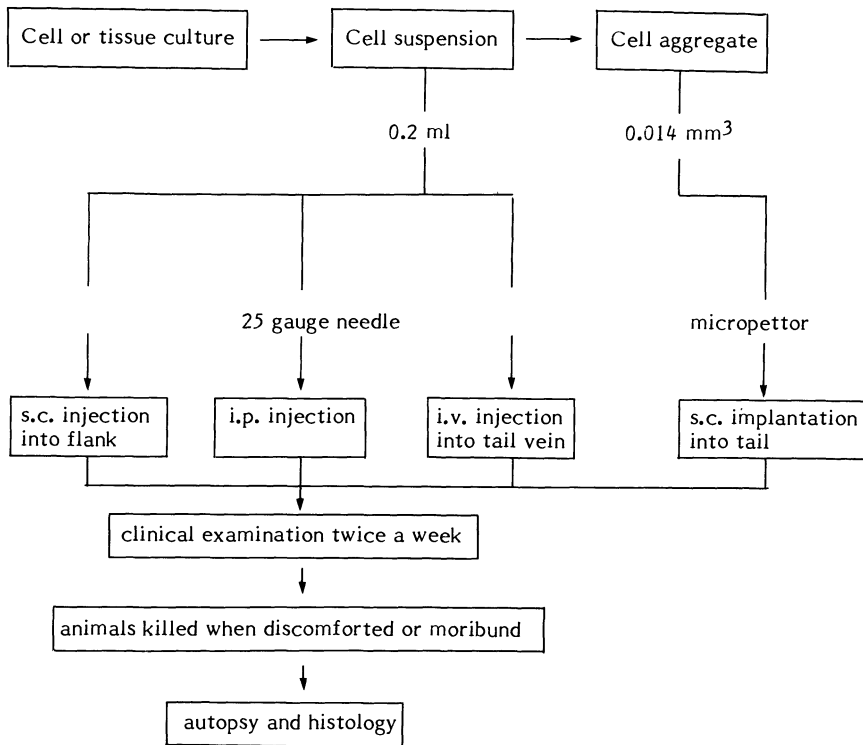 Cell or tissue culture
Cell suspension
Cell aggregate
0.2 ml
0.014 mm³
25 gauge needle
micropettor
s.c. injection
into flank
i.p. injection
i.v. injection
into tail vein
s.c. implantation
into tail
clinical examination twice a week
animals killed when discomforted or moribund
autopsy and histology